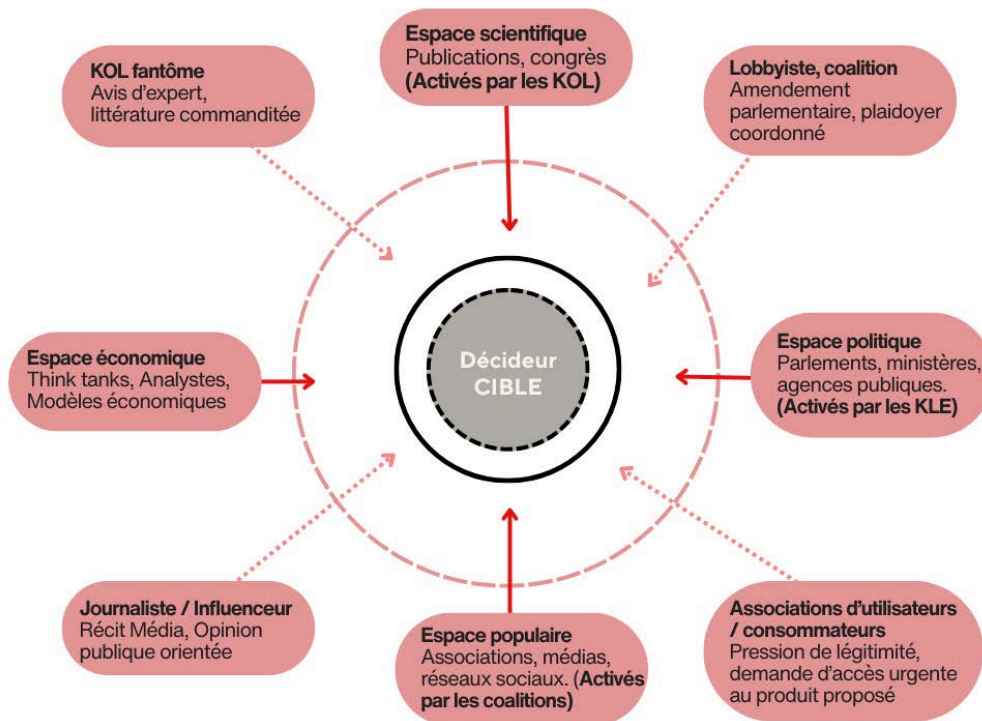 Espace scientifique
Publications, congrès
(Activés par les KOL)
KOL fantôme
Avis d'expert,
littérature commanditée
Lobbyiste, coalition
Amendement
parlementaire, plaidoyer
coordonné
Espace économique
Think tanks, Analystes,
Modèles économiques
Décideur
CIBLE
Espace politique
Parlements, ministères,
agences publiques.
(Activés par les KLE)
Journaliste / Influenceur
Récit Média, Opinion
publique orientée
Espace populaire
Associations, médias,
réseaux sociaux. (Activés
par les coalitions)
Associations d'utilisateurs
/ consommateurs
Pression de légitimité,
demande d'accès urgente
au produit proposé